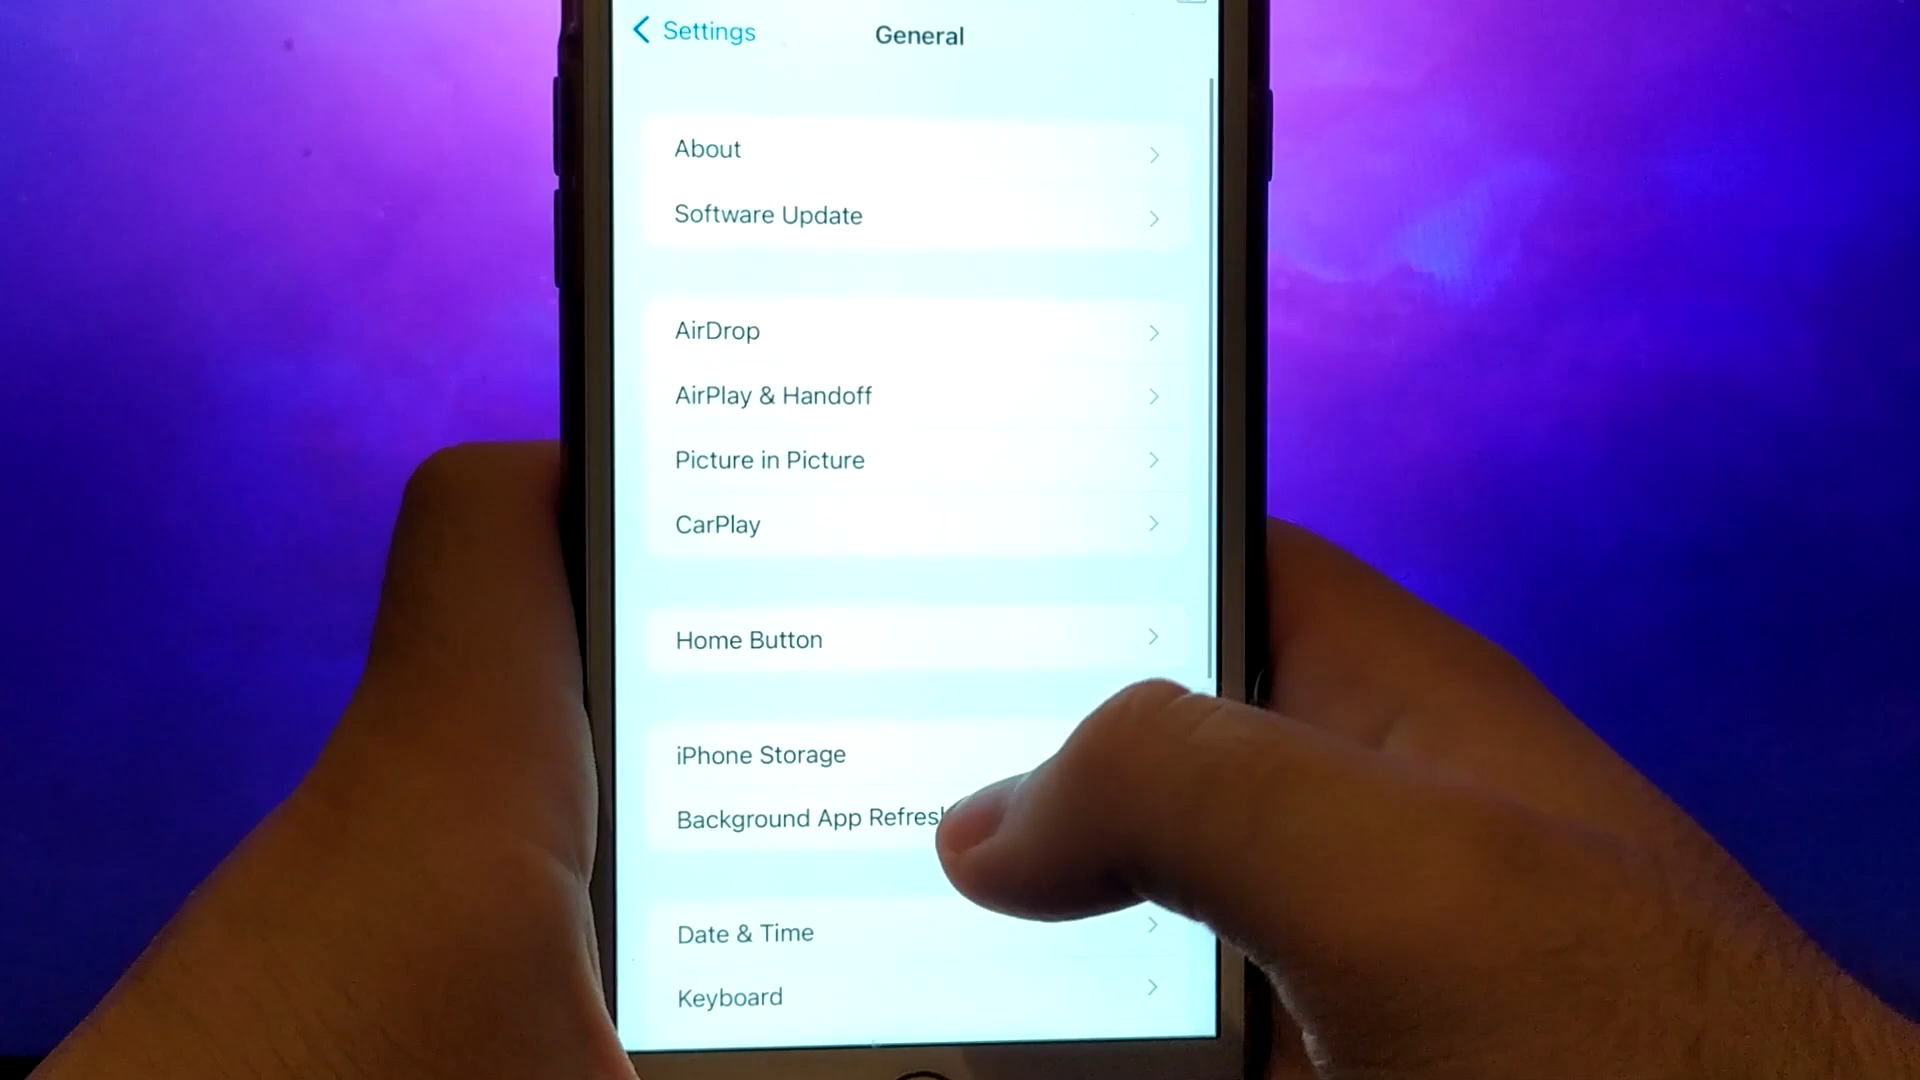 Settings
General
About
Software Update
AirDrop
AirPlay & Handoff
Picture in Picture
CarPlay
Home Button
iPhone Storage
Background App Refresh
Date & Time
Keyboard